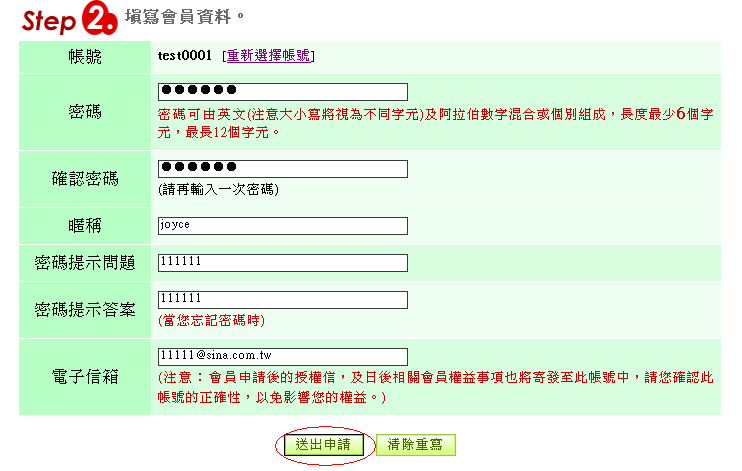 Step 2. 填寫會員資料。
帳號 test0001 [重新選擇帳號]
密碼 ●●●●●●
密碼可由英文(注意大小寫將視為不同字元)及阿拉伯數字混合或個別組成，長度最少6個字
元，最長12個字元。
確認密碼 ●●●●●●
(請再輸入一次密碼)
暱稱 joyce
密碼提示問題 111111
密碼提示答案 111111
(當您忘記密碼時)
電子信箱 11111@sina.com.tw
(注意：會員申請後的授權信，及日後相關會員權益事項也將寄發至此帳號中，請您確認此
帳號的正確性，以免影響您的權益。)
送出申請 清除重寫